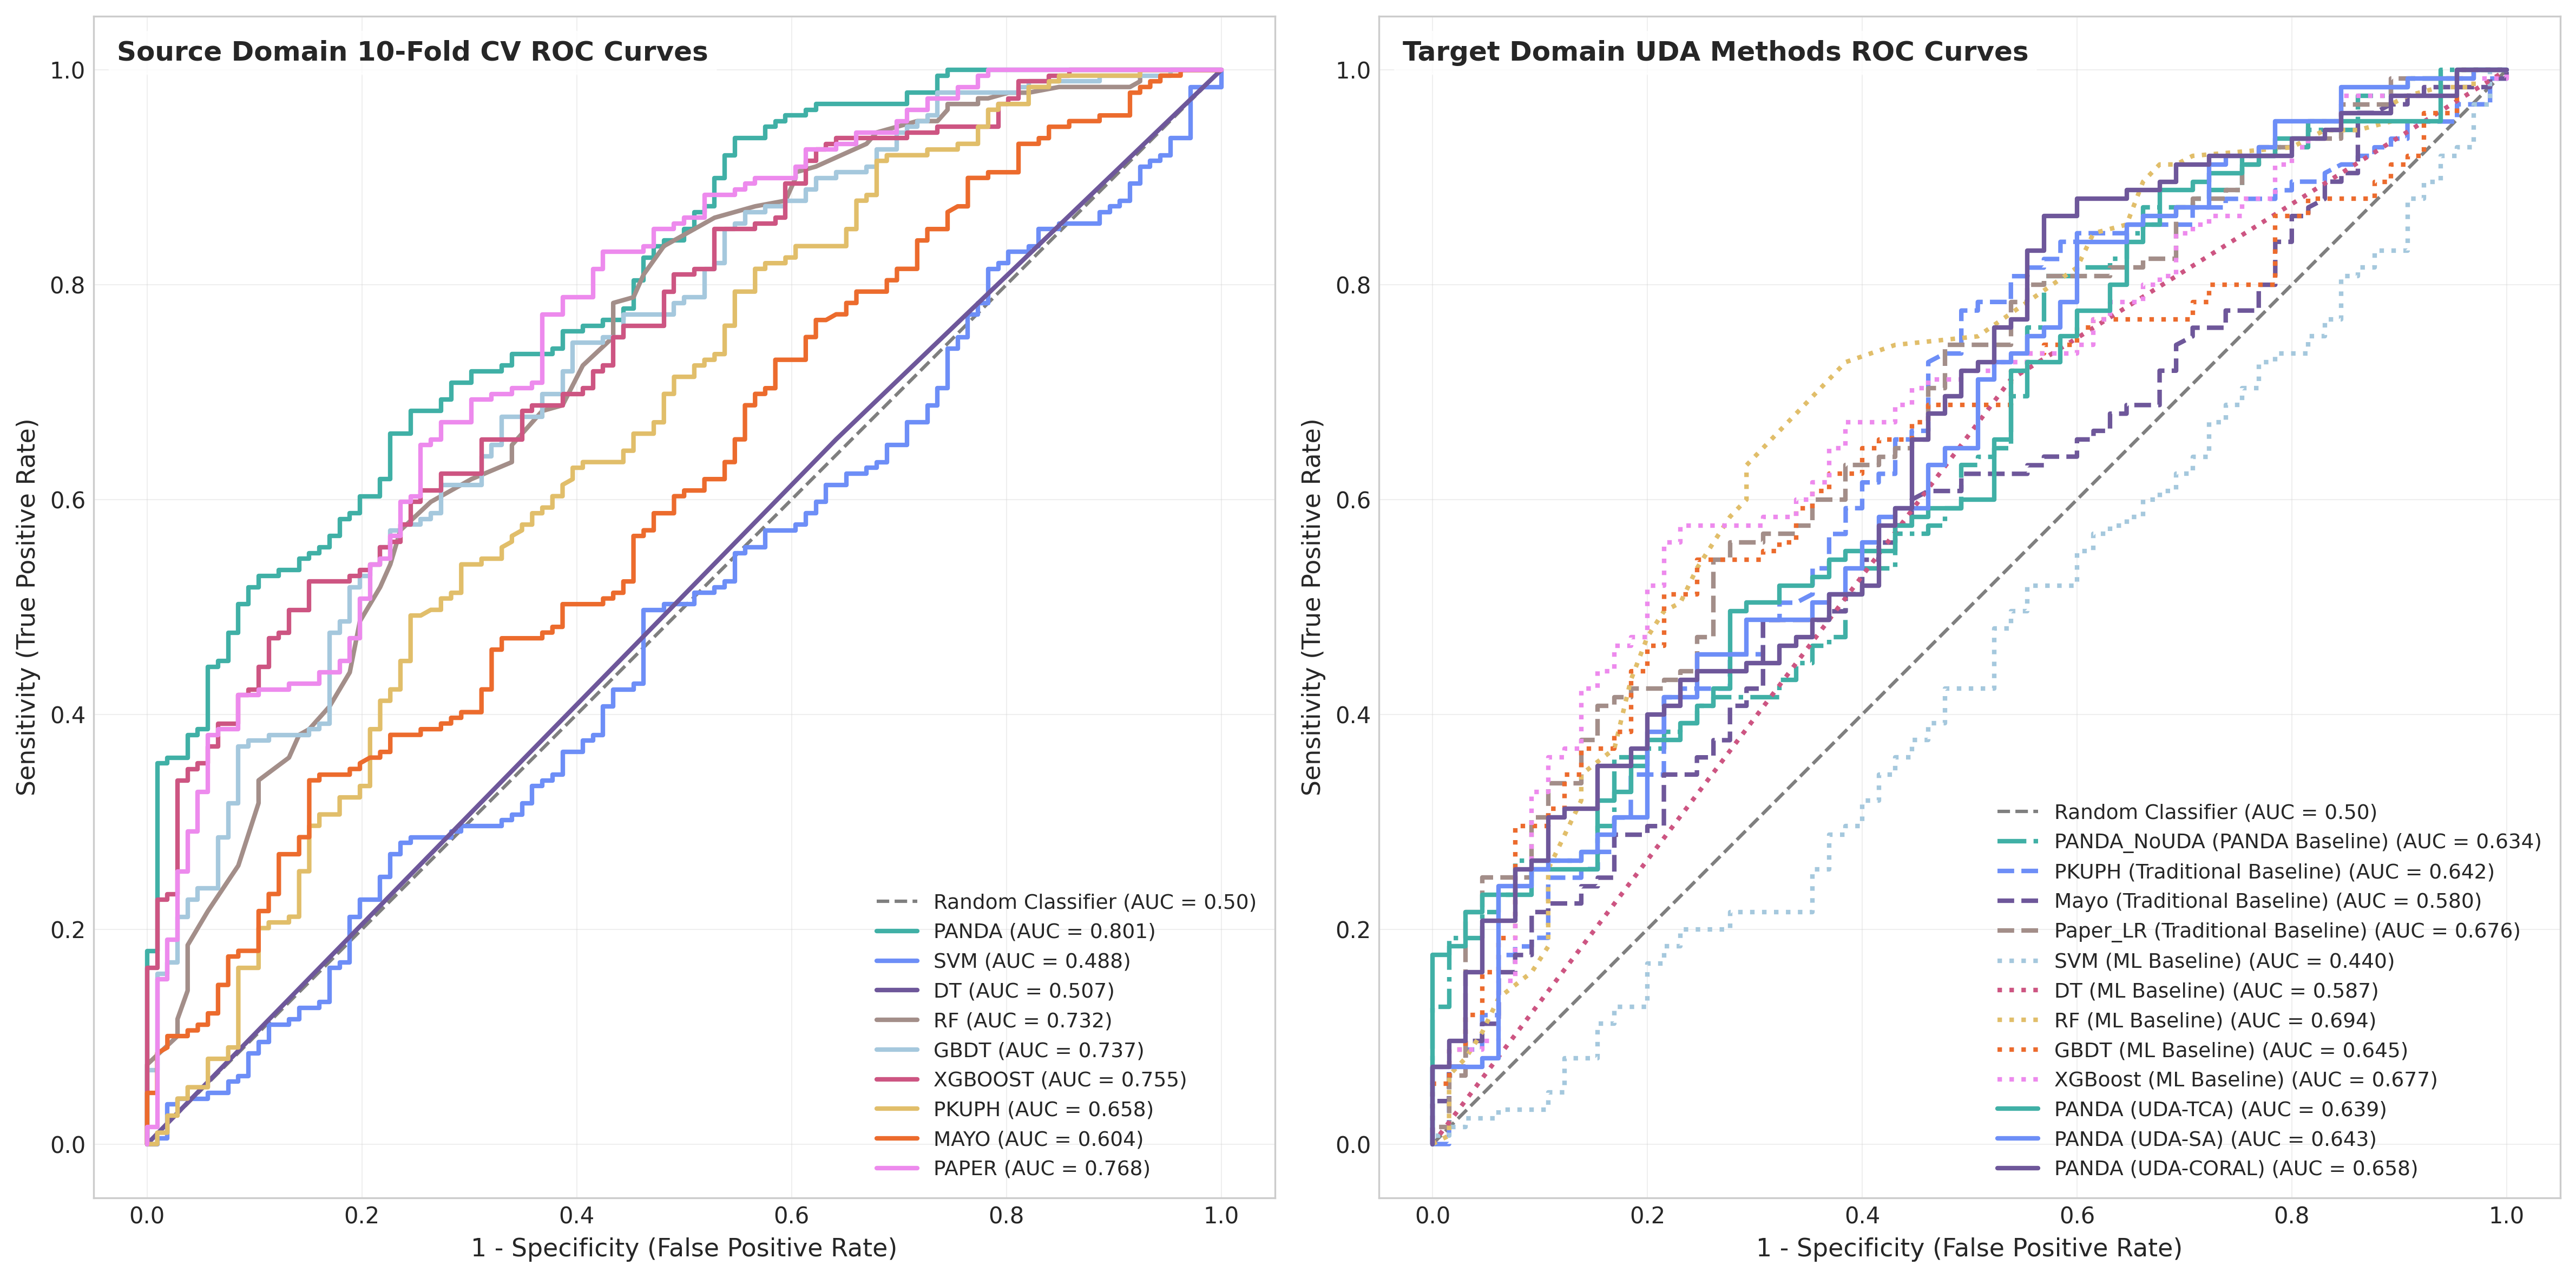 Source Domain 10-Fold CV ROC Curves
Sensitivity (True Positive Rate)
1.0
0.8
0.6
0.4
0.2
0.0
0.0 0.2 0.4 0.6 0.8 1.0
1 - Specificity (False Positive Rate)
Random Classifier (AUC = 0.50)
PANDA (AUC = 0.801)
SVM (AUC = 0.488)
DT (AUC = 0.507)
RF (AUC = 0.732)
GBDT (AUC = 0.737)
XGBOOST (AUC = 0.755)
PKUPH (AUC = 0.658)
MAYO (AUC = 0.604)
PAPER (AUC = 0.768)
Target Domain UDA Methods ROC Curves
Sensitivity (True Positive Rate)
1.0
0.8
0.6
0.4
0.2
0.0
0.0 0.2 0.4 0.6 0.8 1.0
1 - Specificity (False Positive Rate)
Random Classifier (AUC = 0.50)
PANDA_NoUDA (PANDA Baseline) (AUC = 0.634)
PKUPH (Traditional Baseline) (AUC = 0.642)
Mayo (Traditional Baseline) (AUC = 0.580)
Paper_LR (Traditional Baseline) (AUC = 0.676)
SVM (ML Baseline) (AUC = 0.440)
DT (ML Baseline) (AUC = 0.587)
RF (ML Baseline) (AUC = 0.694)
GBDT (ML Baseline) (AUC = 0.645)
XGBoost (ML Baseline) (AUC = 0.677)
PANDA (UDA-TCA) (AUC = 0.639)
PANDA (UDA-SA) (AUC = 0.643)
PANDA (UDA-CORAL) (AUC = 0.658)